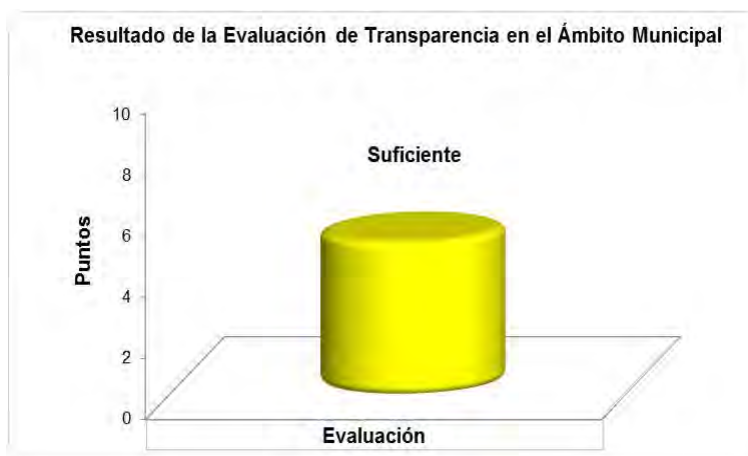 Resultado de la Evaluación de Transparencia en el Ámbito Municipal
10
Suficiente
8
6
Puntos
4
2
0
Evaluación